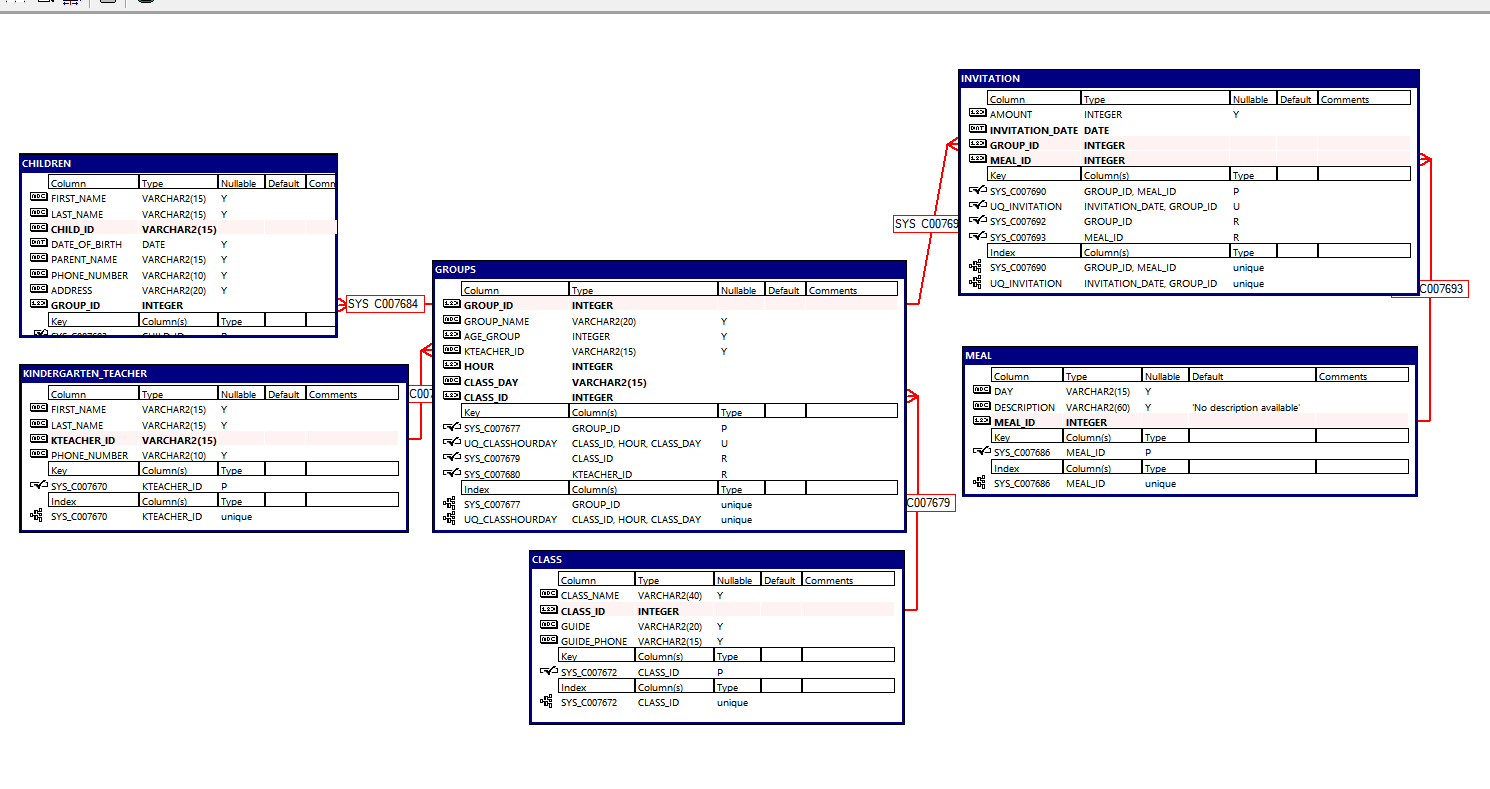 CHILDREN
Column Type Nullable Default Comm
FIRST_NAME VARCHAR2(15) Y
LAST_NAME VARCHAR2(15) Y
CHILD_ID VARCHAR2(15)
DATE_OF_BIRTH DATE Y
PARENT_NAME VARCHAR2(15) Y
PHONE_NUMBER VARCHAR2(10) Y
ADDRESS VARCHAR2(20) Y
GROUP_ID INTEGER
Key Column(s) Type
SYS_C007684
KINDERGARTEN_TEACHER
Column Type Nullable Default Comments
FIRST_NAME VARCHAR2(15) Y
LAST_NAME VARCHAR2(15) Y
KTEACHER_ID VARCHAR2(15)
PHONE_NUMBER VARCHAR2(10) Y
Key Column(s) Type
SYS_C007670 KTEACHER_ID P
Index Column(s) Type
SYS_C007670 KTEACHER_ID unique
C007
GROUPS
Column Type Nullable Default Comments
GROUP_ID INTEGER
GROUP_NAME VARCHAR2(20) Y
AGE_GROUP INTEGER Y
KTEACHER_ID VARCHAR2(15) Y
HOUR INTEGER
CLASS_DAY VARCHAR2(15)
CLASS_ID INTEGER
Key Column(s) Type
SYS_C007677 GROUP_ID P
UQ_CLASSHOURDAY CLASS_ID, HOUR, CLASS_DAY U
SYS_C007679 CLASS_ID R
SYS_C007680 KTEACHER_ID R
Index Column(s) Type
SYS_C007677 GROUP_ID unique
UQ_CLASSHOURDAY CLASS_ID, HOUR, CLASS_DAY unique
C007679
CLASS
Column Type Nullable Default Comments
CLASS_NAME VARCHAR2(40) Y
CLASS_ID INTEGER
GUIDE VARCHAR2(20) Y
GUIDE_PHONE VARCHAR2(15) Y
Key Column(s) Type
SYS_C007672 CLASS_ID P
Index Column(s) Type
SYS_C007672 CLASS_ID unique
SYS_C00769
INVITATION
Column Type Nullable Default Comments
AMOUNT INTEGER Y
INVITATION_DATE DATE
GROUP_ID INTEGER
MEAL_ID INTEGER
Key Column(s) Type
SYS_C007690 GROUP_ID, MEAL_ID P
UQ_INVITATION INVITATION_DATE, GROUP_ID U
SYS_C007692 GROUP_ID R
SYS_C007693 MEAL_ID R
Index Column(s) Type
SYS_C007690 GROUP_ID, MEAL_ID unique
UQ_INVITATION INVITATION_DATE, GROUP_ID unique
C007693
MEAL
Column Type Nullable Default Comments
DAY VARCHAR2(15) Y
DESCRIPTION VARCHAR2(60) Y 'No description available'
MEAL_ID INTEGER
Key Column(s) Type
SYS_C007686 MEAL_ID P
Index Column(s) Type
SYS_C007686 MEAL_ID unique